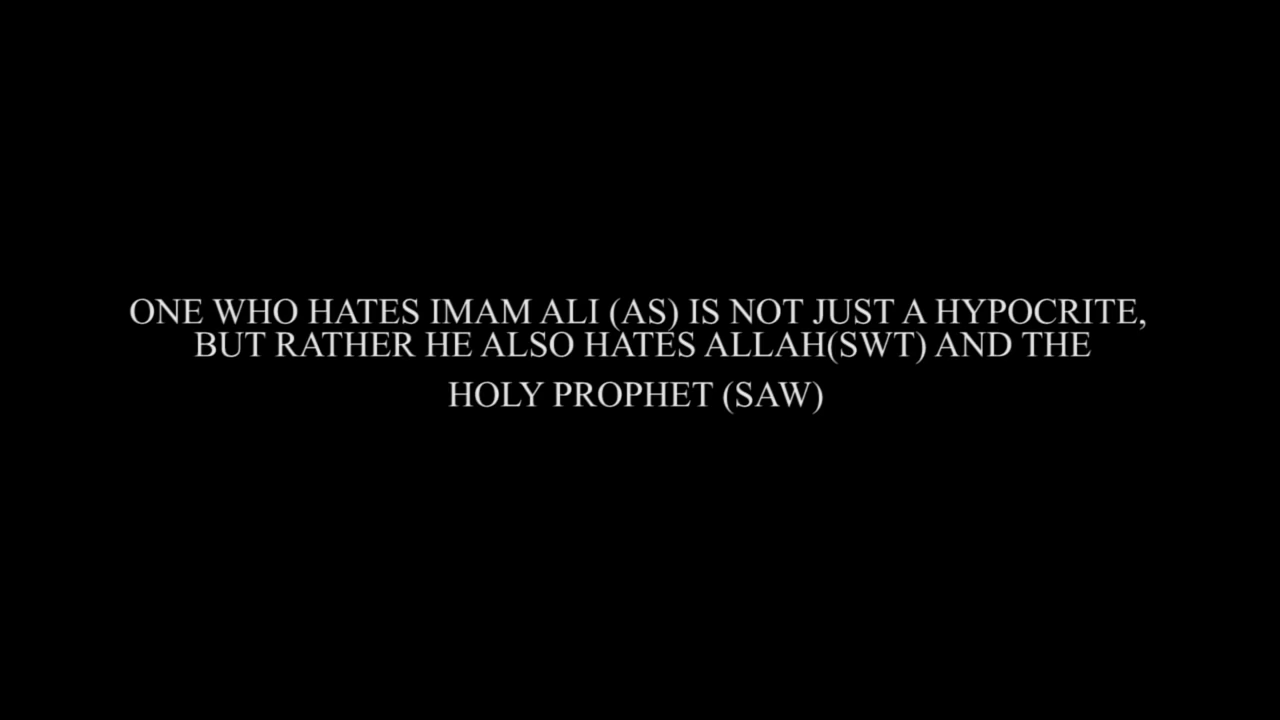 ONE WHO HATES IMAM ALI (AS) IS NOT JUST A HYPOCRITE,
BUT RATHER HE ALSO HATES ALLAH(SWT) AND THE
HOLY PROPHET (SAW)